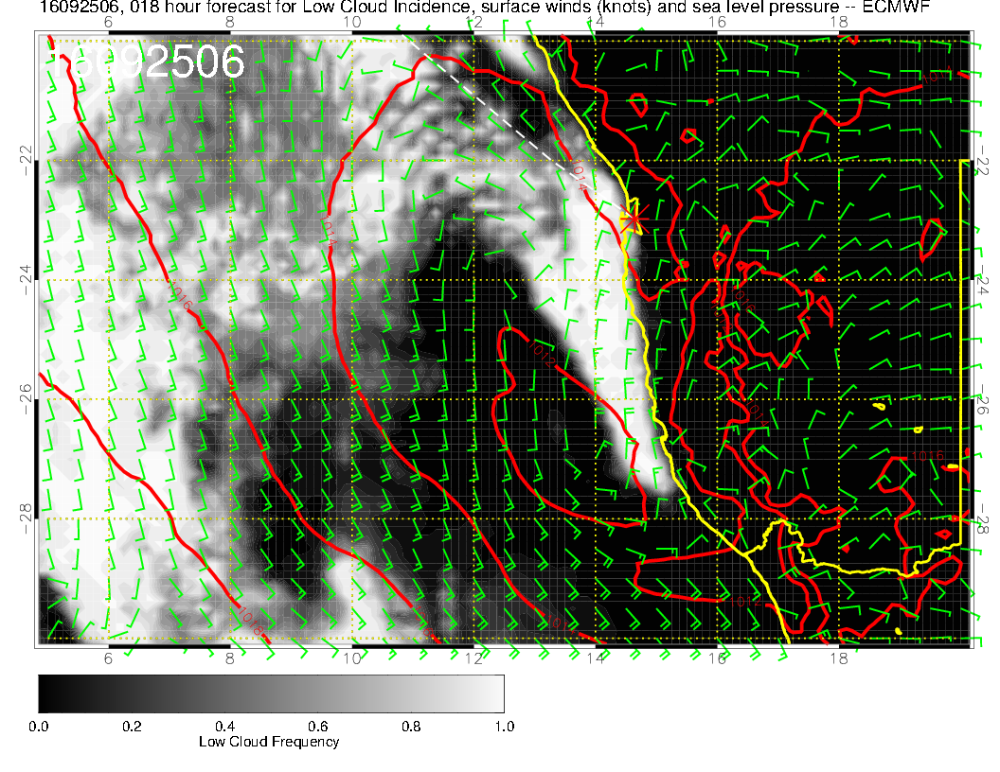 16092506, 018 hour forecast for Low Cloud Incidence, surface winds (knots) and sea level pressure -- ECMWF
6 8 10 12 14 16 18
16092506
-22 -22
-24 -24
-26 -26
-28 -28
1014
1014
1016
1016
1012
1016
1018
6 8 10 12 14 16 18
0.0 0.2 0.4 0.6 0.8 1.0
Low Cloud Frequency